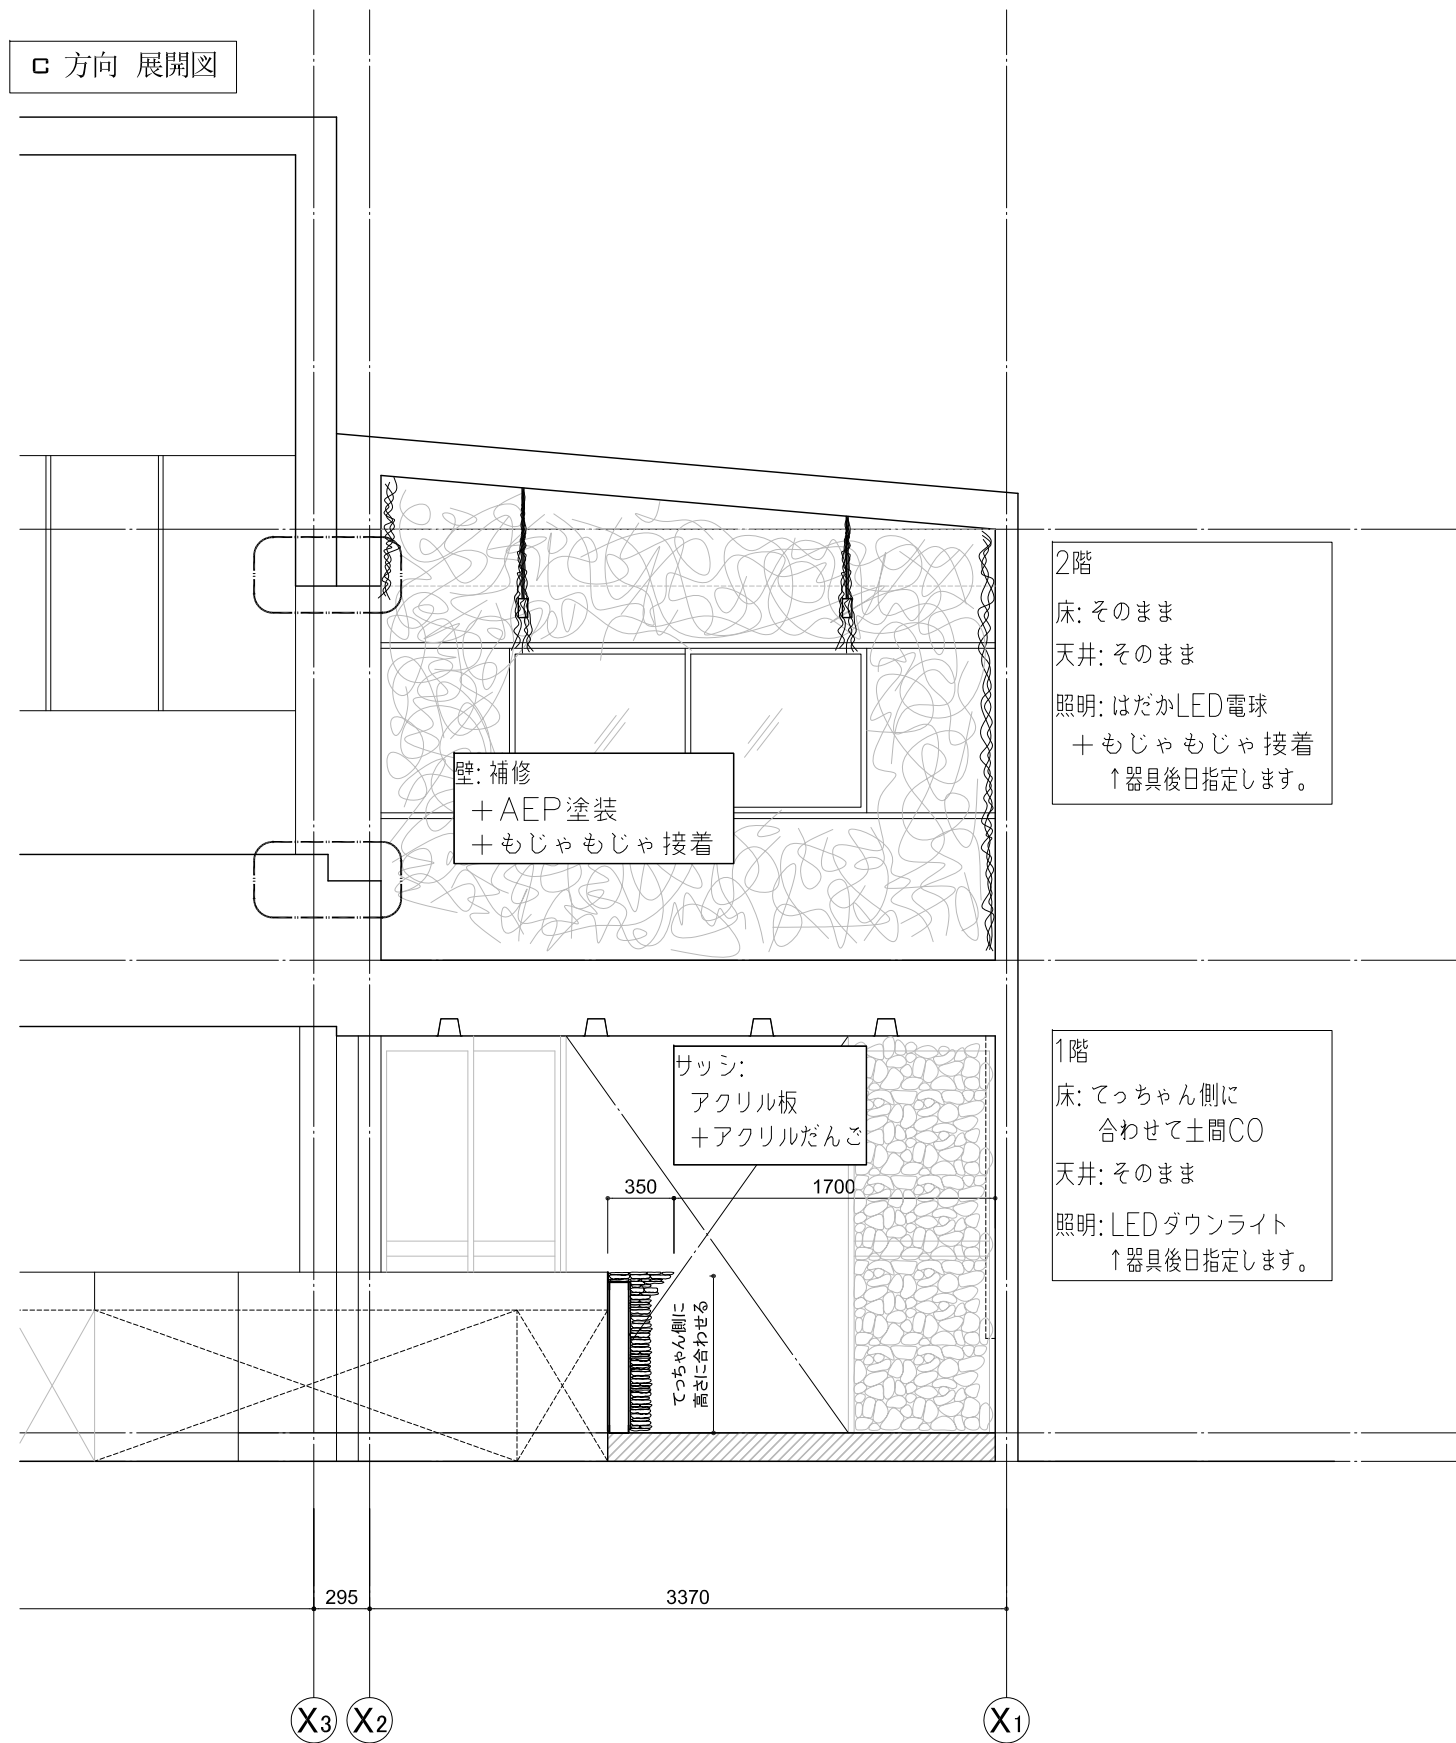 C 方向 展開図
2階
床: そのまま
天井: そのまま
照明: はだかLED電球
+もじゃもじゃ接着
↑器具後日指定します。
壁: 補修
+AEP塗装
+もじゃもじゃ接着
サッシ:
アクリル板
+アクリルだんご
1階
床: てっちゃん側に
合わせて土間CO
天井: そのまま
照明: LEDダウンライト
↑器具後日指定します。
350
1700
てっちゃん側に
高さに合わせる
295
3370
X3
X2
X1